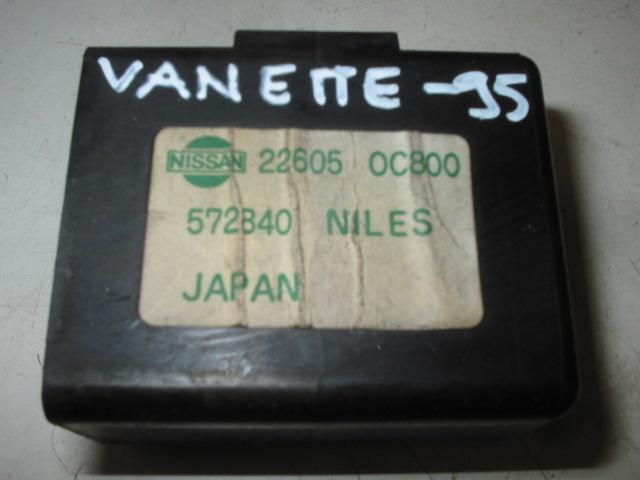 VANETTE-95
NISSAN 22605 0C800
572840 NILES
JAPAN